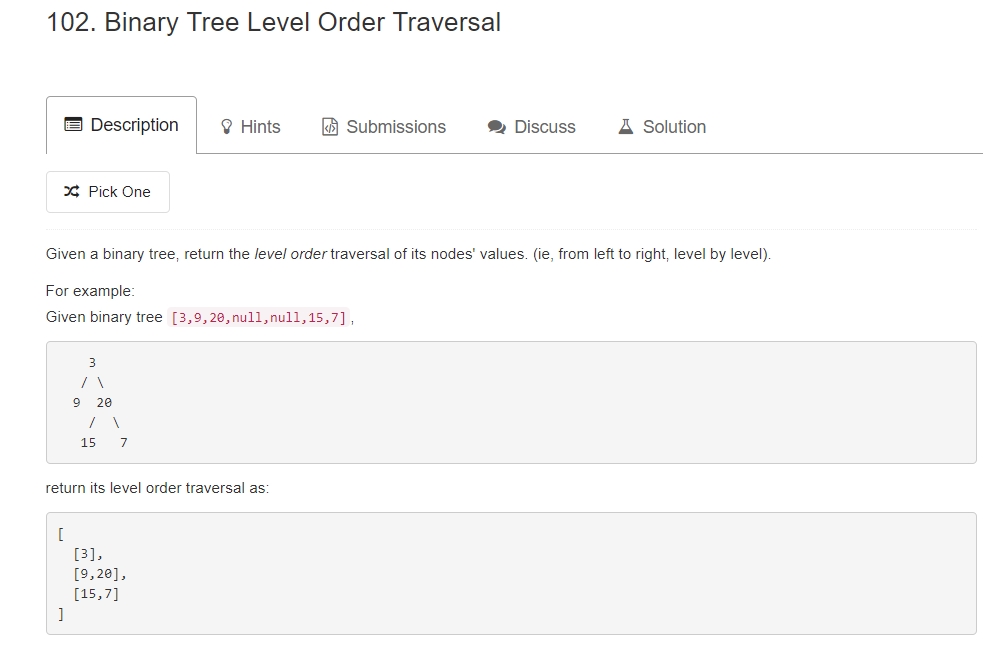 102. Binary Tree Level Order Traversal
Description
Hints
Submissions
Discuss
Solution
Pick One
Given a binary tree, return the level order traversal of its nodes' values. (ie, from left to right, level by level).
For example:
Given binary tree [3,9,20,null,null,15,7],
3
/ \
9  20
/  \
15   7
return its level order traversal as:
[
[3],
[9,20],
[15,7]
]